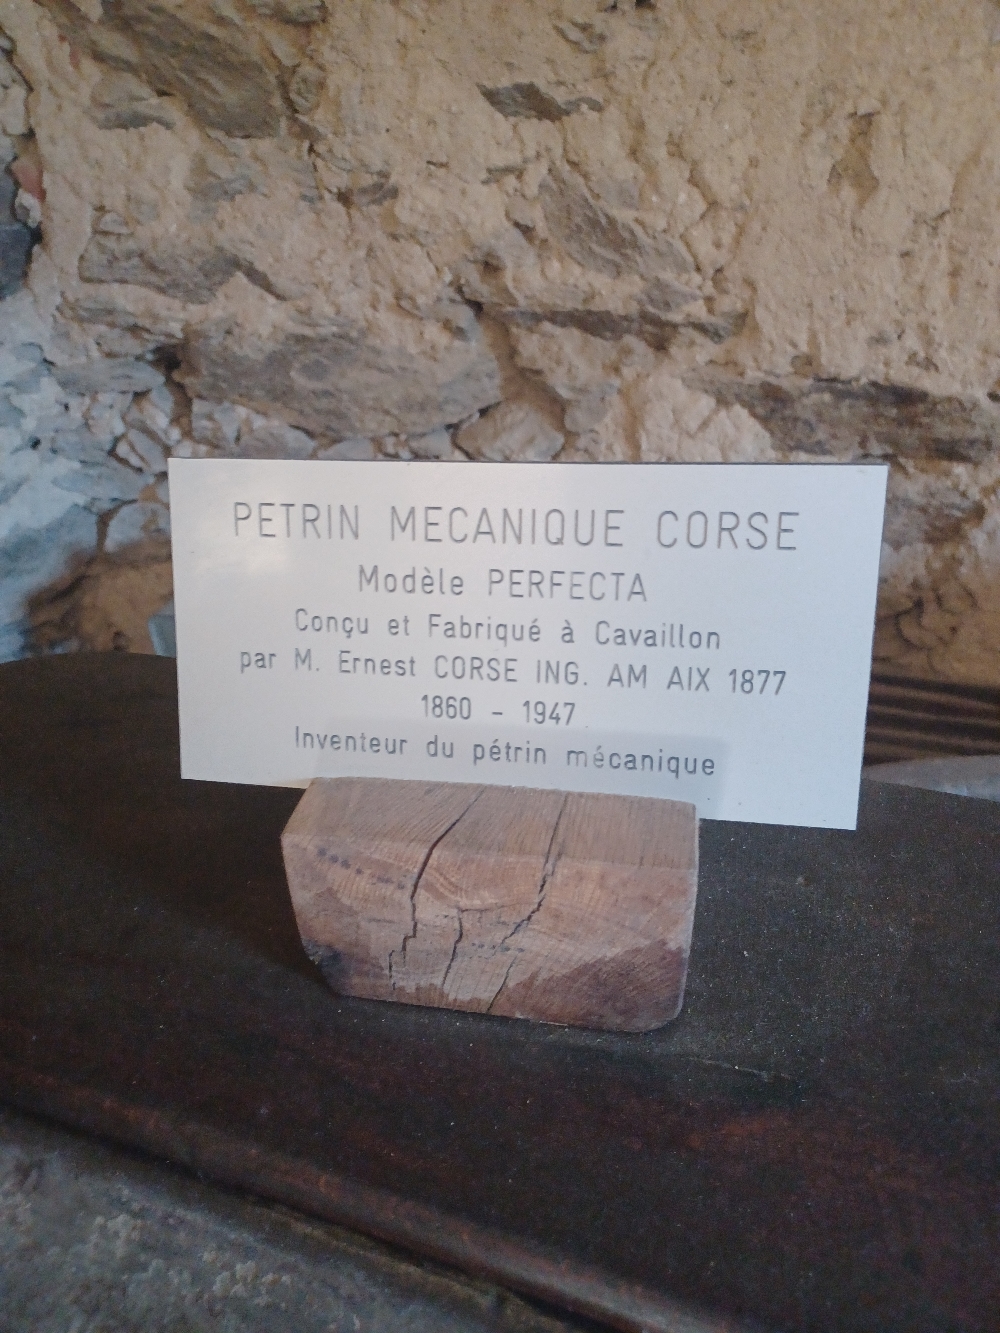 PETRIN MECANIQUE CORSE
Modèle PERFECTA
Conçu et Fabriqué à Cavaillon
par M. Ernest CORSE ING. AM AIX 1877
1860 - 1947
Inventeur du pétrin mécanique